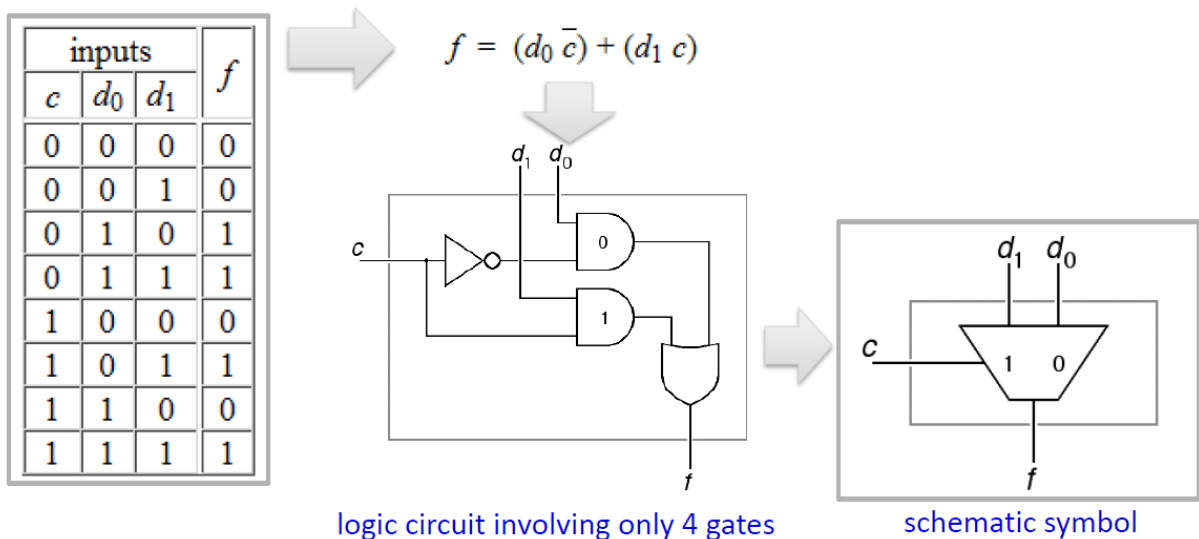 inputs f
c d₀ d₁
0 0 0 0
0 0 1 0
0 1 0 1
0 1 1 1
1 0 0 0
1 0 1 1
1 1 0 0
1 1 1 1
f = (d₀ c̅) + (d₁ c)
d₁ d₀
c
0
1
f
logic circuit involving only 4 gates
d₁ d₀
c
1 0
f
schematic symbol